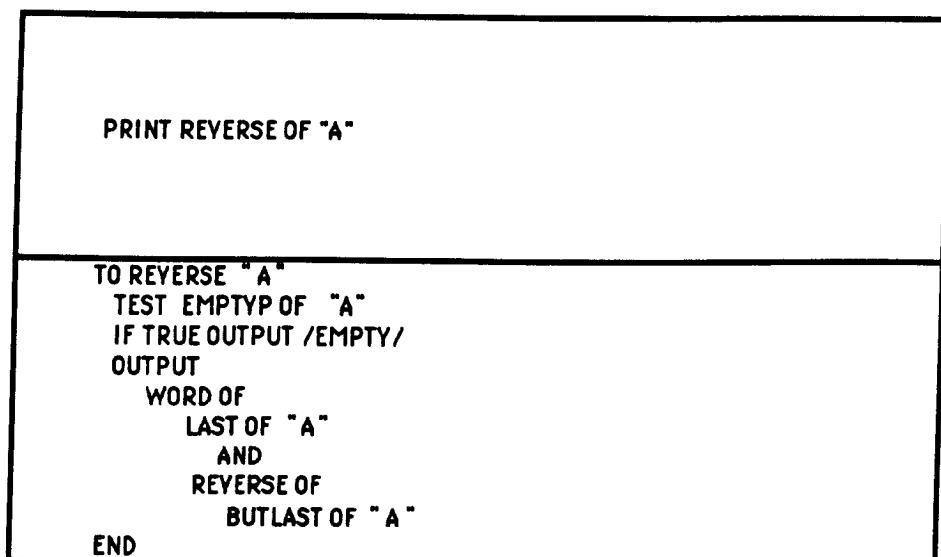 PRINT REVERSE OF "A"
TO REVERSE "A"
TEST EMPTYP OF "A"
IF TRUE OUTPUT /EMPTY/
OUTPUT
WORD OF
LAST OF "A"
AND
REVERSE OF
BUTLAST OF "A"
END